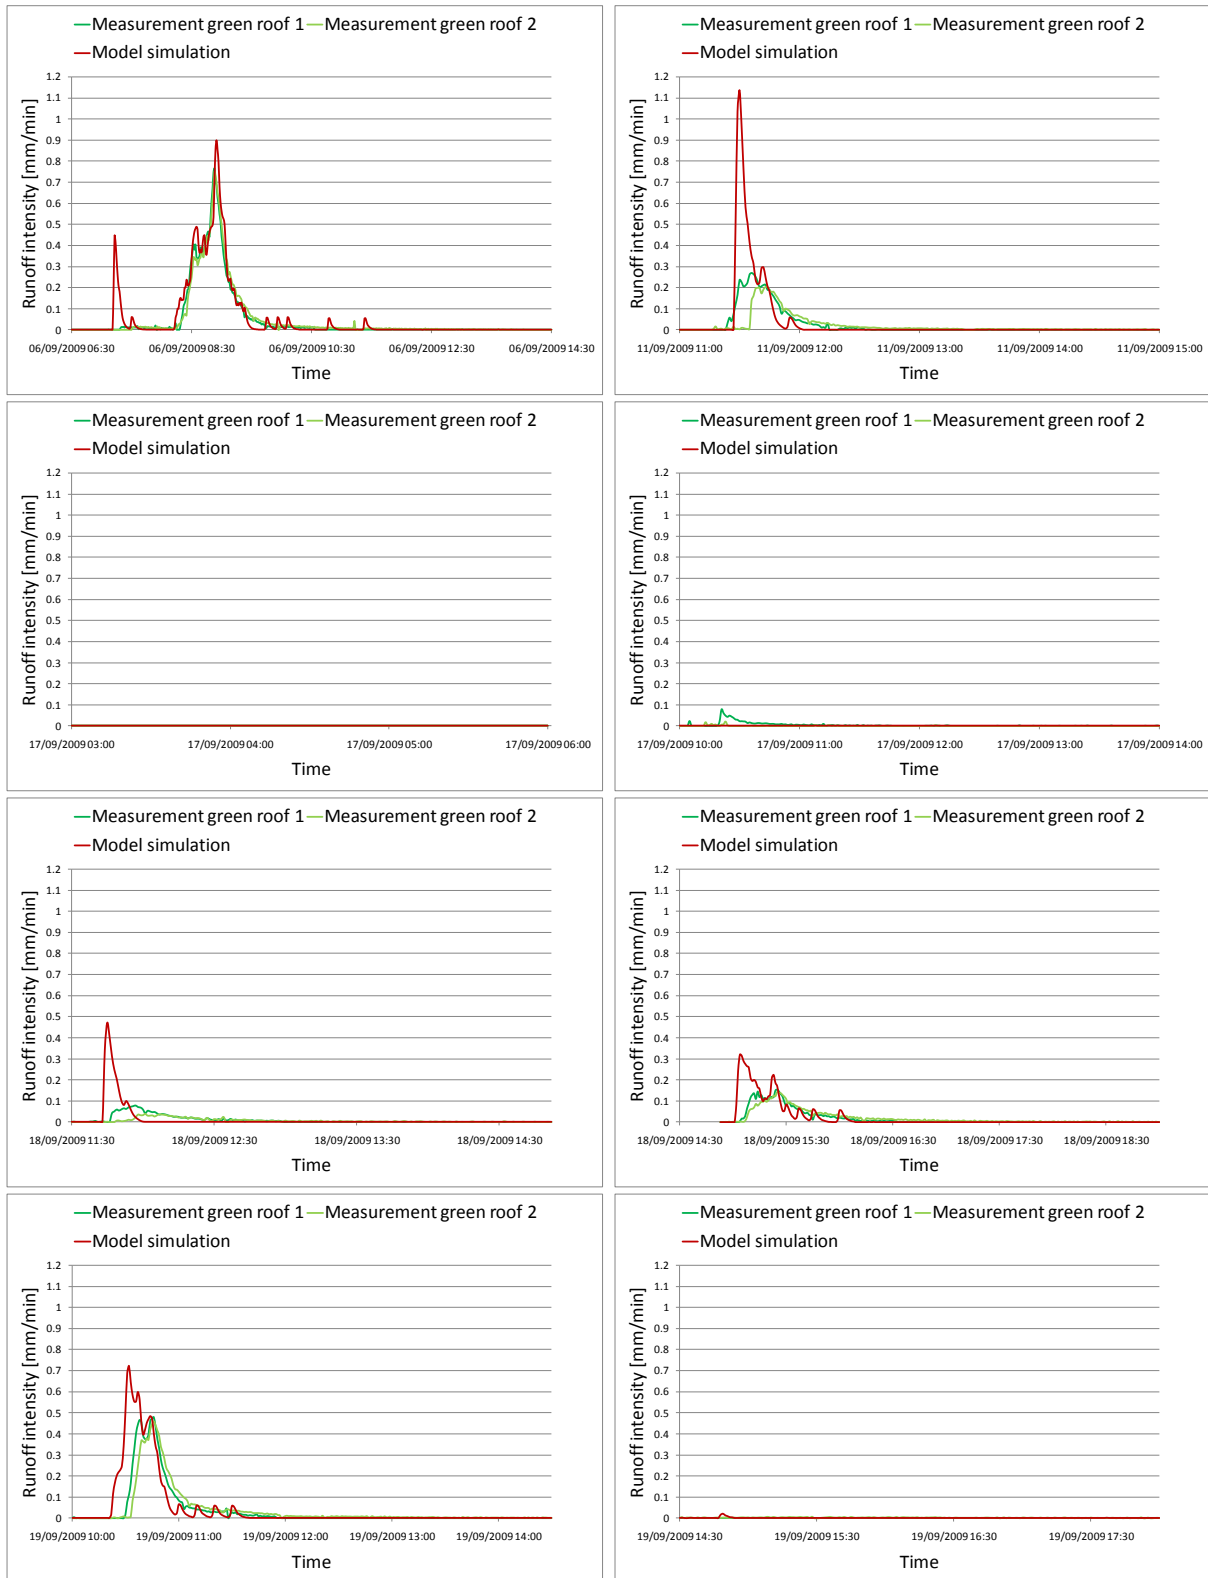 Measurement green roof 1 Measurement green roof 2
Model simulation
Runoff intensity [mm/min]
1.2
1.1
1
0.9
0.8
0.7
0.6
0.5
0.4
0.3
0.2
0.1
0
06/09/2009 06:30 06/09/2009 08:30 06/09/2009 10:30 06/09/2009 12:30 06/09/2009 14:30
Time
Measurement green roof 1 Measurement green roof 2
Model simulation
Runoff intensity [mm/min]
1.2
1.1
1
0.9
0.8
0.7
0.6
0.5
0.4
0.3
0.2
0.1
0
11/09/2009 11:00 11/09/2009 12:00 11/09/2009 13:00 11/09/2009 14:00 11/09/2009 15:00
Time
Measurement green roof 1 Measurement green roof 2
Model simulation
Runoff intensity [mm/min]
1.2
1.1
1
0.9
0.8
0.7
0.6
0.5
0.4
0.3
0.2
0.1
0
17/09/2009 03:00 17/09/2009 04:00 17/09/2009 05:00 17/09/2009 06:00
Time
Measurement green roof 1 Measurement green roof 2
Model simulation
Runoff intensity [mm/min]
1.2
1.1
1
0.9
0.8
0.7
0.6
0.5
0.4
0.3
0.2
0.1
0
17/09/2009 10:00 17/09/2009 11:00 17/09/2009 12:00 17/09/2009 13:00 17/09/2009 14:00
Time
Measurement green roof 1 Measurement green roof 2
Model simulation
Runoff intensity [mm/min]
1.2
1.1
1
0.9
0.8
0.7
0.6
0.5
0.4
0.3
0.2
0.1
0
18/09/2009 11:30 18/09/2009 12:30 18/09/2009 13:30 18/09/2009 14:30
Time
Measurement green roof 1 Measurement green roof 2
Model simulation
Runoff intensity [mm/min]
1.2
1.1
1
0.9
0.8
0.7
0.6
0.5
0.4
0.3
0.2
0.1
0
18/09/2009 14:30 18/09/2009 15:30 18/09/2009 16:30 18/09/2009 17:30 18/09/2009 18:30
Time
Measurement green roof 1 Measurement green roof 2
Model simulation
Runoff intensity [mm/min]
1.2
1.1
1
0.9
0.8
0.7
0.6
0.5
0.4
0.3
0.2
0.1
0
19/09/2009 10:00 19/09/2009 11:00 19/09/2009 12:00 19/09/2009 13:00 19/09/2009 14:00
Time
Measurement green roof 1 Measurement green roof 2
Model simulation
Runoff intensity [mm/min]
1.2
1.1
1
0.9
0.8
0.7
0.6
0.5
0.4
0.3
0.2
0.1
0
19/09/2009 14:30 19/09/2009 15:30 19/09/2009 16:30 19/09/2009 17:30
Time